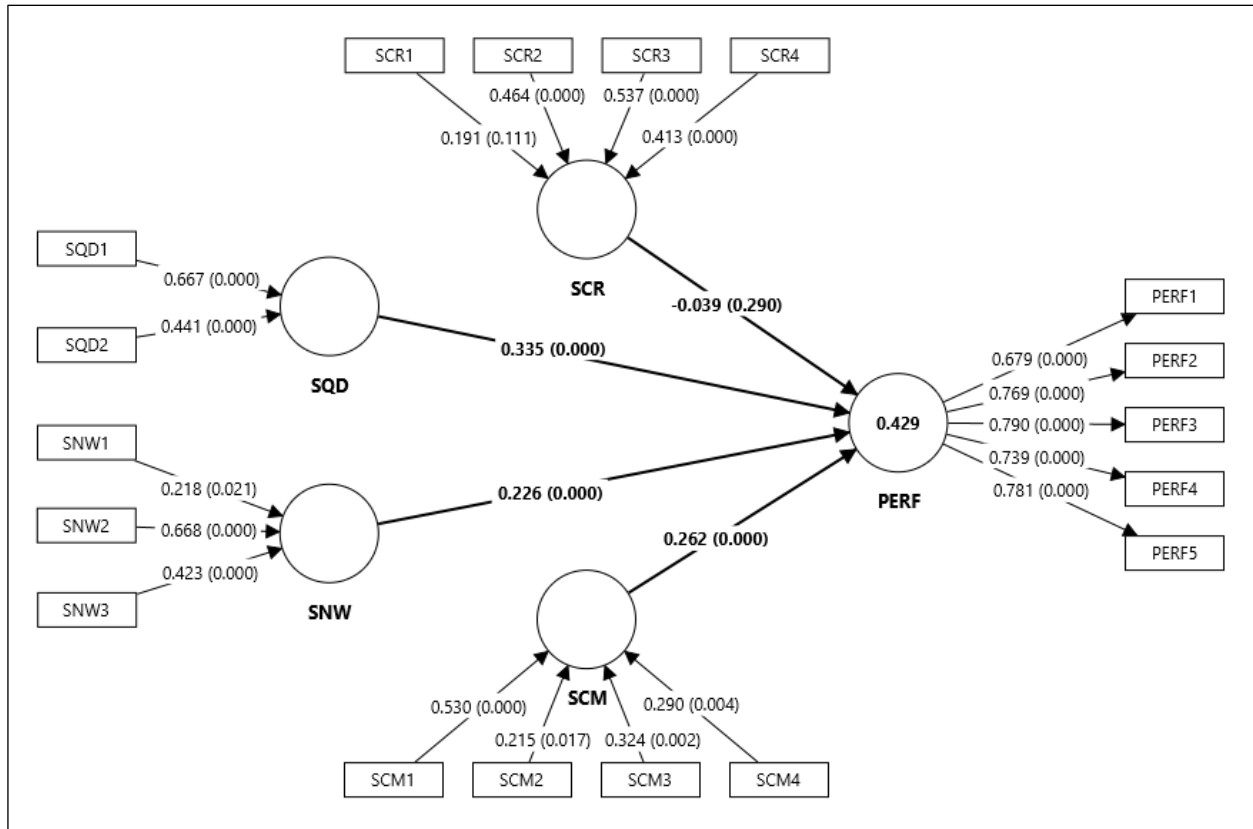 SCR1 SCR2 SCR3 SCR4
0.464 (0.000) 0.537 (0.000)
0.191 (0.111) 0.413 (0.000)
SCR
SQD1
0.667 (0.000)
SQD2
0.441 (0.000)
SQD
-0.039 (0.290)
0.335 (0.000)
SNW1
0.218 (0.021)
SNW2
0.668 (0.000)
0.423 (0.000)
SNW3
SNW
0.226 (0.000)
0.262 (0.000)
0.429
PERF
PERF1
0.679 (0.000)
PERF2
0.769 (0.000)
PERF3
0.790 (0.000)
0.739 (0.000)
PERF4
0.781 (0.000)
PERF5
SCM
0.530 (0.000) 0.290 (0.004)
0.215 (0.017) 0.324 (0.002)
SCM1 SCM2 SCM3 SCM4